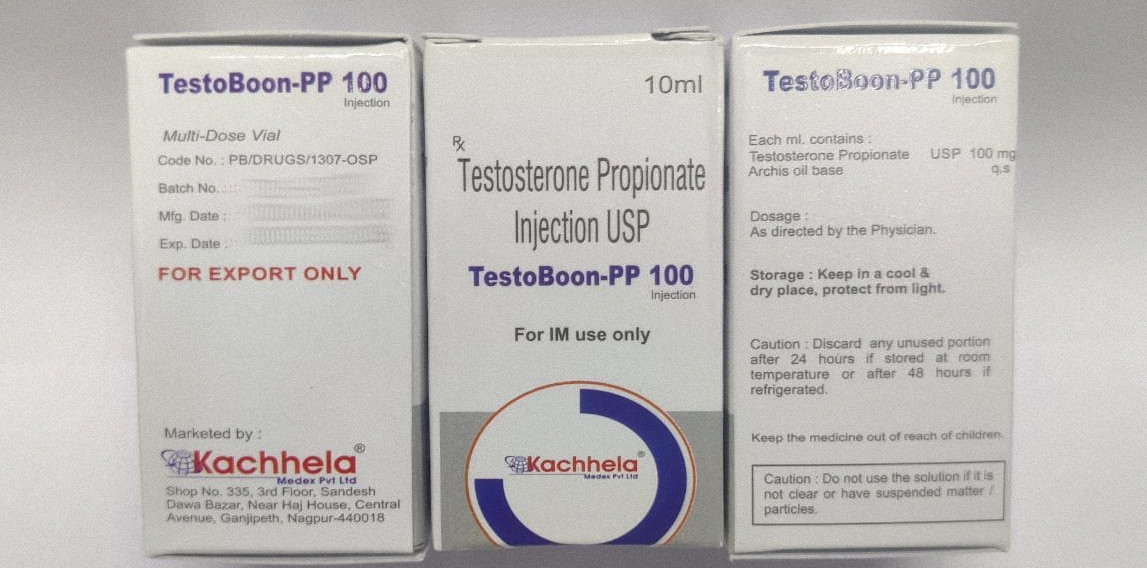 TestoBoon-PP 100
Injection
Multi-Dose Vial
Code No. : PB/DRUGS/1307-OSP
Batch No. :
Mfg. Date :
Exp. Date :
FOR EXPORT ONLY
Marketed by :
Kachhela®
Medex Pvt Ltd
Shop No. 335, 3rd Floor, Sandesh
Dawa Bazar, Near Haj House, Central
Avenue, Ganjipeth, Nagpur-440018
10ml
Rx
Testosterone Propionate
Injection USP
TestoBoon-PP 100
Injection
For IM use only
Kachhela®
Medex Pvt Ltd
TestoBoon-PP 100
Injection
Each ml. contains :
Testosterone Propionate USP 100 mg
Archis oil base q.s
Dosage :
As directed by the Physician.
Storage : Keep in a cool &
dry place, protect from light.
Caution : Discard any unused portion
after 24 hours if stored at room
temperature or after 48 hours if
refrigerated.
Keep the medicine out of reach of children.
Caution : Do not use the solution if it is
not clear or have suspended matter /
particles.